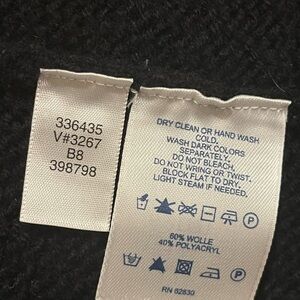 336435
V#3267
B8
398798
DRY CLEAN OR HAND WASH
COLD.
WASH DARK COLORS
SEPARATELY.
DO NOT BLEACH.
DO NOT WRING OR TWIST.
BLOCK FLAT TO DRY.
LIGHT STEAM IF NEEDED.
P
60% WOLLE
40% POLYACRYL
P
RN 02830